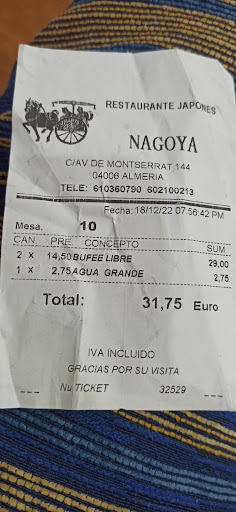 RESTAURANTE JAPONES
NAGOYA
C/AV DE MONTSERRAT 144
04006 ALMERIA
TELE: 610360790 602100213
Fecha: 18/12/22 07:56:42 PM
Mesa. 10
CAN PRE CONCEPTO SUM
2 X 14,50 BUFEE LIBRE 29,00
1 X 2,75 AGUA GRANDE 2,75
Total: 31,75 Euro
IVA INCLUIDO
GRACIAS POR SU VISITA
Nu TICKET 32529